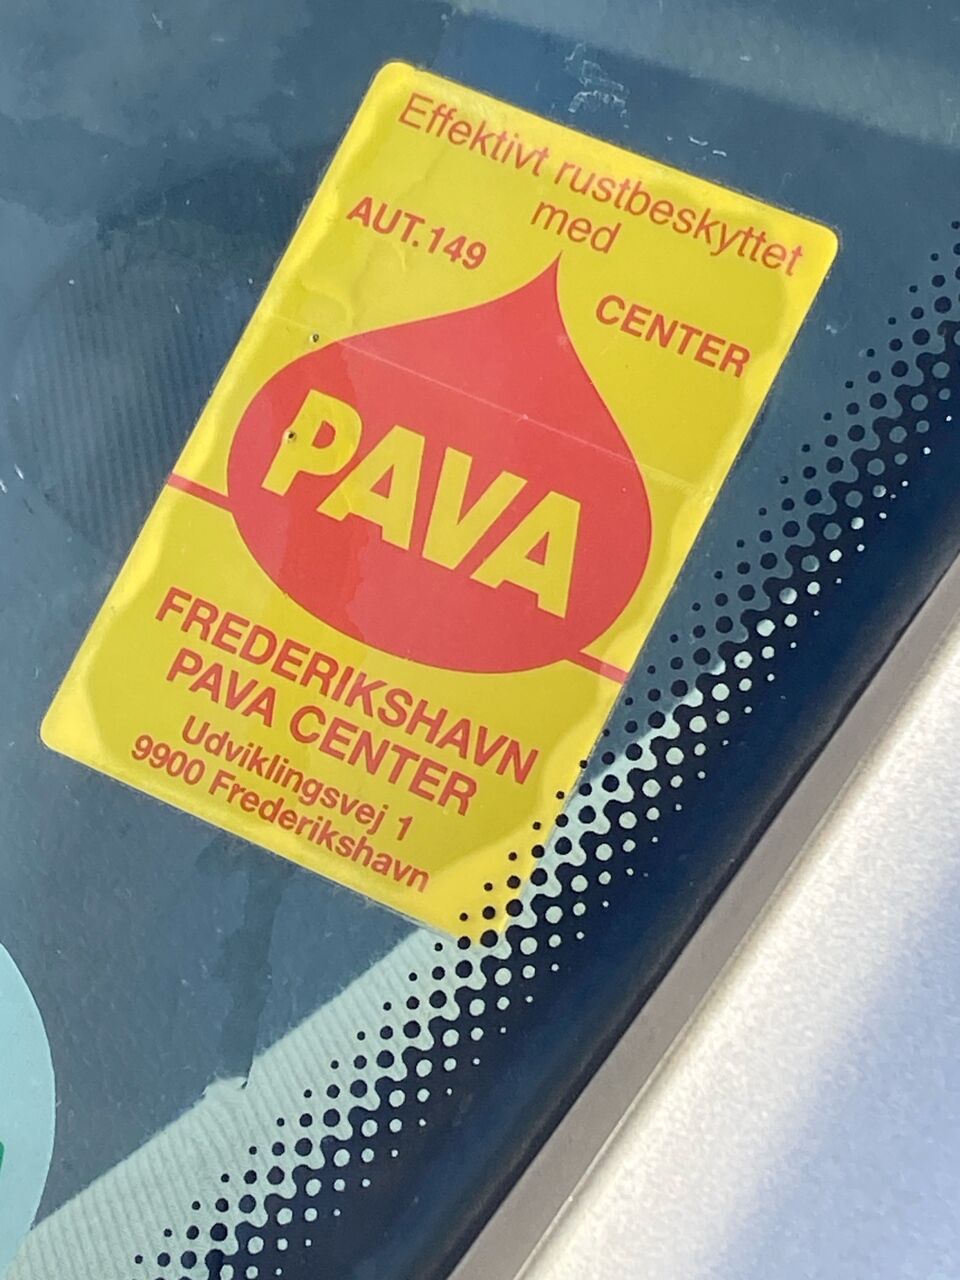 Effektivt rustbeskyttet
med
AUT.149
CENTER
PAVA
FREDERIKSHAVN
PAVA CENTER
Udviklingsvej 1
9900 Frederikshavn